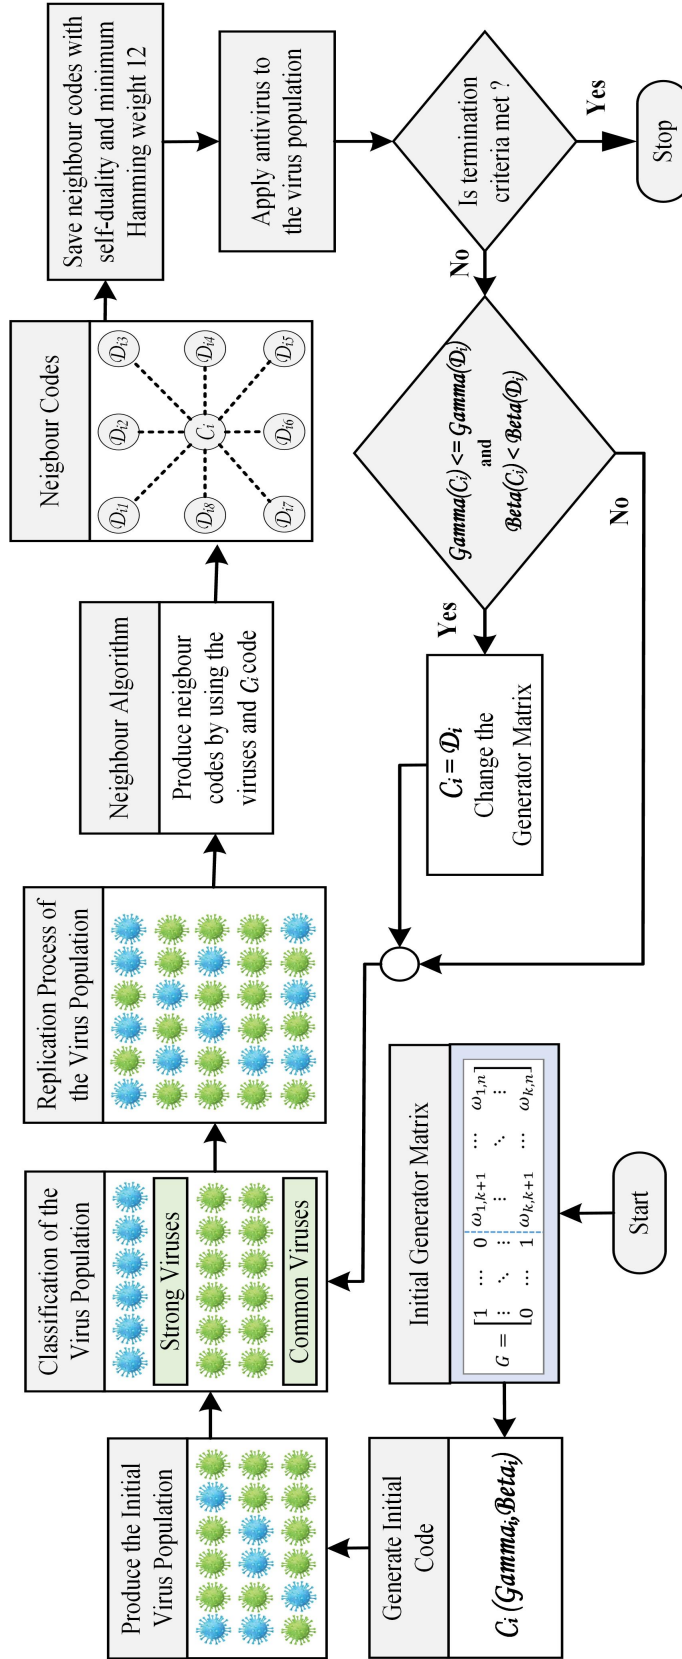 Start
Initial Generator Matrix
G = [ 1 ⋯ 0 ω1,k+1 ⋯ ω1,n
⋮ ⋱ ⋮ ⋮ ⋱ ⋮
0 ⋯ 1 ωk,k+1 ⋯ ωk,n ]
Generate Initial
Code
Ci (Gammai,Betai)
Produce the Initial
Virus Population
Classification of the
Virus Population
Strong Viruses
Common Viruses
Replication Process of
the Virus Population
Neighbour Algorithm
Produce neigbour
codes by using the
viruses and Ci code
Neigbour Codes
Di1
Di2
Di3
Di8
Ci
Di4
Di7
Di6
Di5
Save neighbour codes with
self-duality and minimum
Hamming weight 12
Apply antivirus to
the virus population
Is termination
criteria met ?
Yes
Stop
No
Gamma(Ci) <= Gamma(Di)
and
Beta(Ci) < Beta(Di)
Yes
No
Ci = Di
Change the
Generator Matrix